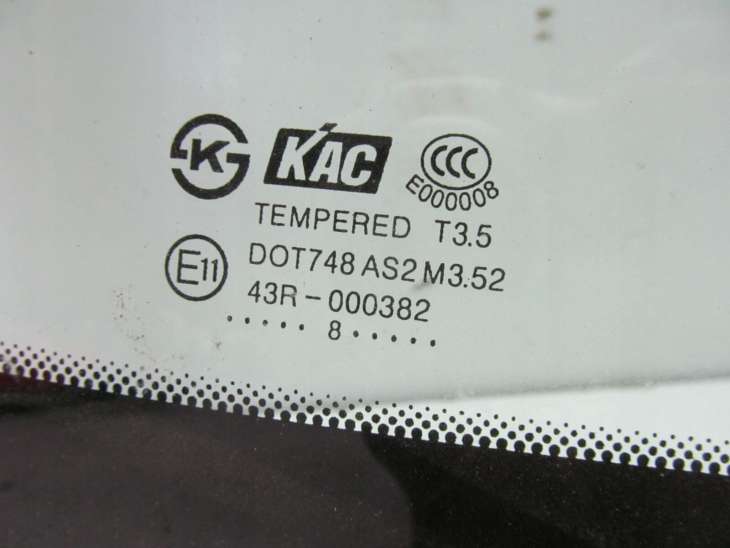 K KAC CCC
E000008
TEMPERED T3.5
E11 DOT748 AS2 M3.52
43R-000382
..... 8 .....